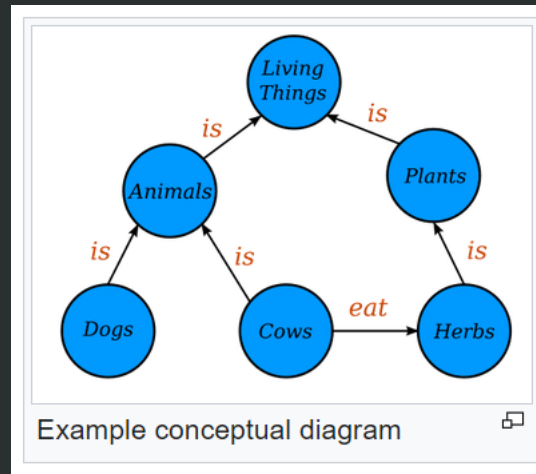 Living
Things
is
is
Animals
Plants
is
is
is
Dogs
Cows
eat
Herbs
Example conceptual diagram